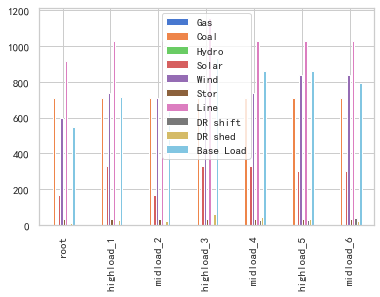 1200
1000
800
600
400
200
0
Gas
Coal
Hydro
Solar
Wind
Stor
Line
DR shift
DR shed
Base Load
root
highload_1
midload_2
highload_3
midload_4
highload_5
midload_6